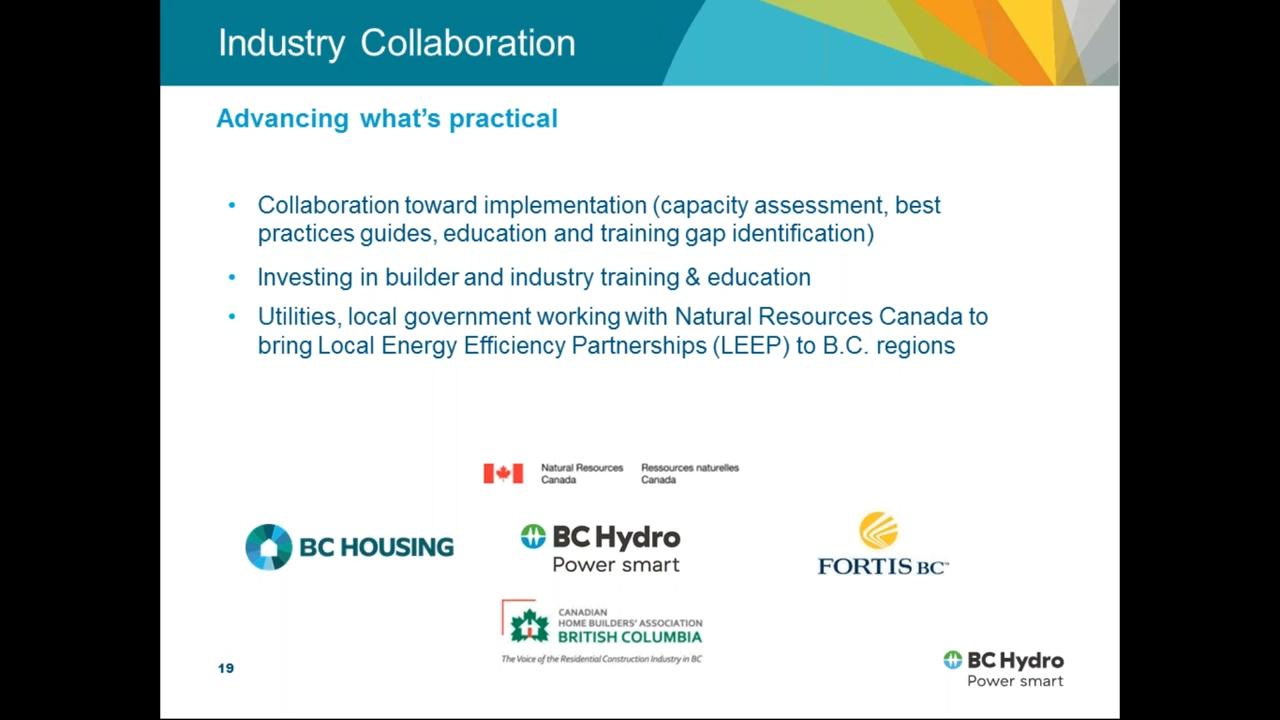 Industry Collaboration
Advancing what's practical
• Collaboration toward implementation (capacity assessment, best
practices guides, education and training gap identification)
• Investing in builder and industry training & education
• Utilities, local government working with Natural Resources Canada to
bring Local Energy Efficiency Partnerships (LEEP) to B.C. regions
Natural Resources
Canada
Ressources naturelles
Canada
BC HOUSING
BC Hydro
Power smart
FORTIS BC™
CANADIAN
HOME BUILDERS' ASSOCIATION
BRITISH COLUMBIA
The Voice of the Residential Construction Industry in BC
19
BC Hydro
Power smart